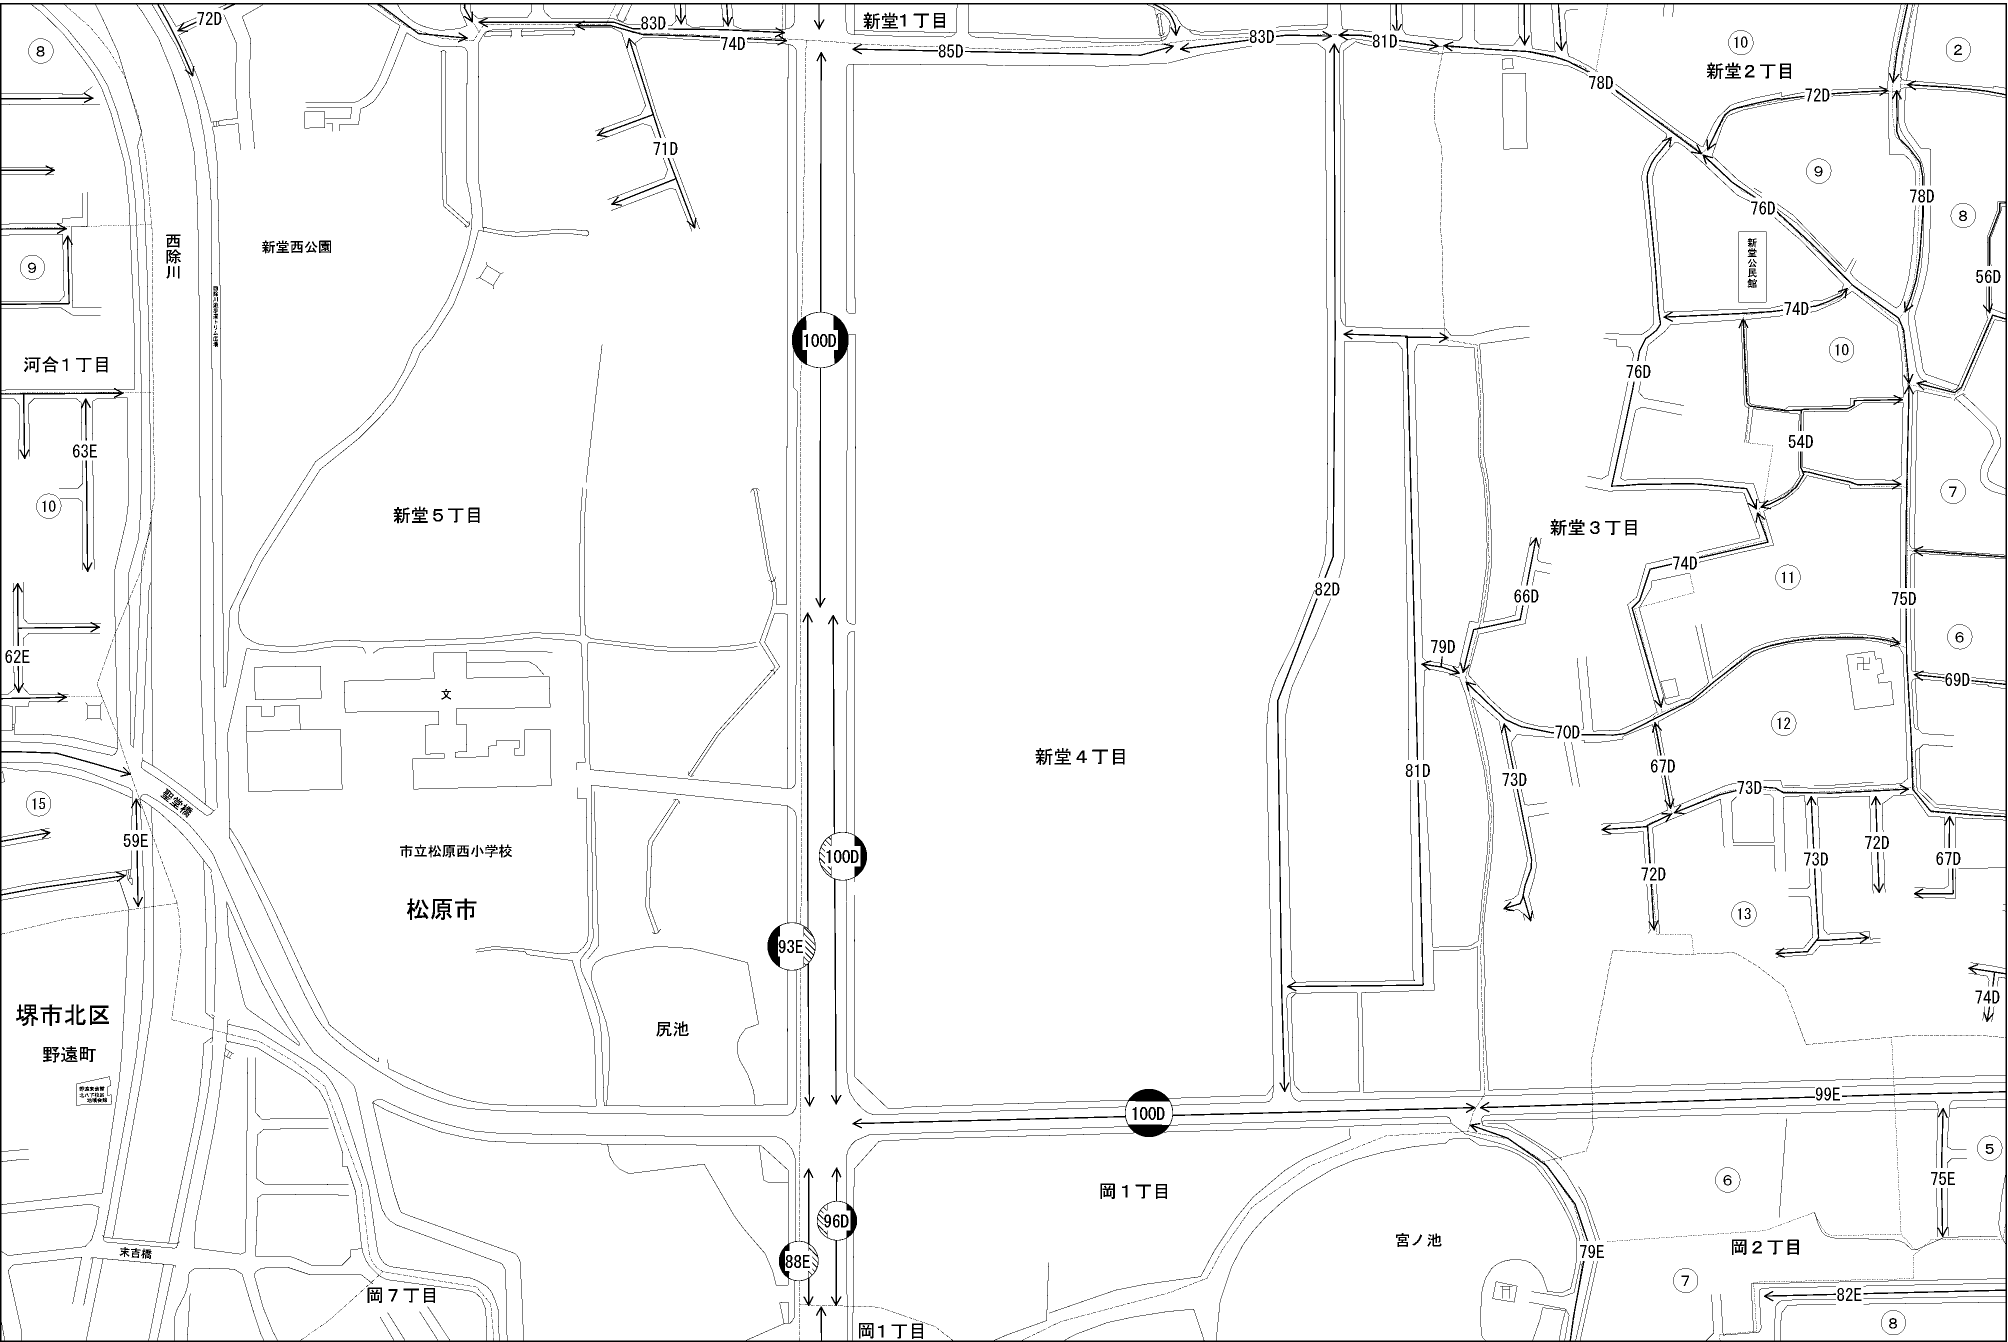 72D
83D
新堂１丁目
74D
85D
83D
81D
78D
⑩
②
⑧
新堂２丁目
72D
71D
⑨
78D
76D
⑧
西除川
新堂西公園
⑨
新堂公民館
56D
74D
100D
⑩
河合１丁目
76D
63E
54D
⑩
⑦
新堂５丁目
新堂３丁目
74D
⑪
82D
66D
75D
⑥
62E
79D
69D
文
⑫
70D
新堂４丁目
67D
81D
73D
73D
⑮
聖堂橋
59E
市立松原西小学校
100D
72D
73D
72D
67D
松原市
⑬
93E
74D
堺市北区
尻池
野遠町
99E
100D
⑤
75E
岡１丁目
⑥
96D
末吉橋
88E
宮ノ池
79E
岡２丁目
⑦
岡７丁目
82E
岡１丁目
⑧